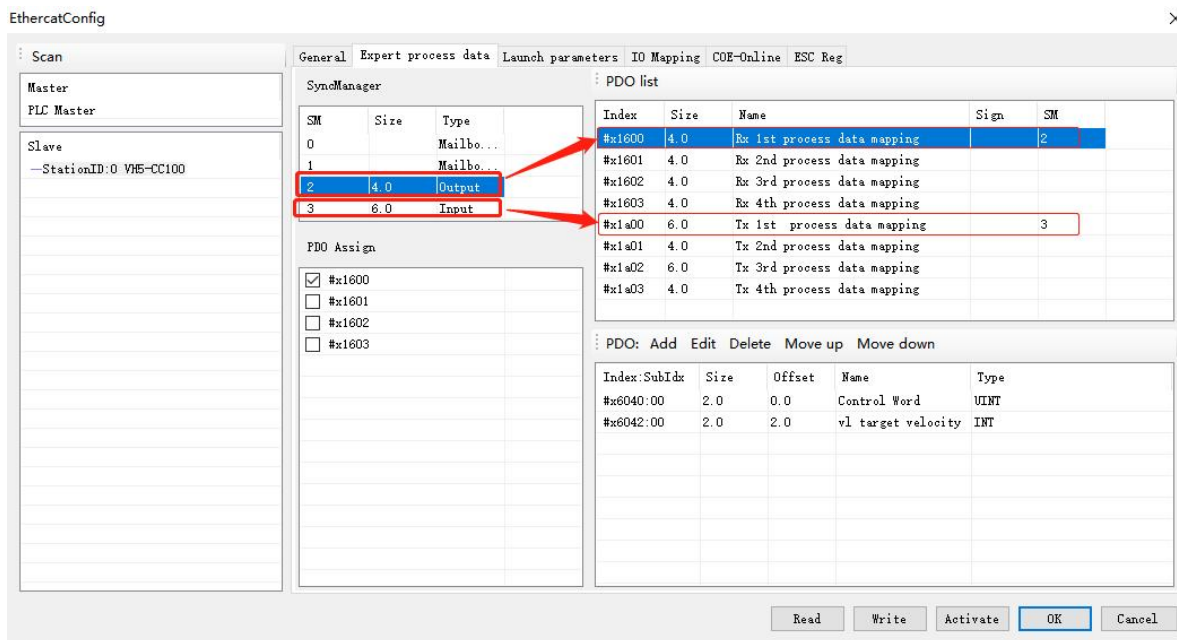 EthercatConfig
Scan
Master
PLC Master
Slave
StationID:0 VH5-CC100
General Expert process data Launch parameters IO Mapping COE-Online ESC Reg
SyncManager
SM Size Type
0 Mailbo...
1 Mailbo...
2 4.0 Output
3 6.0 Input
PDO Assign
#x1600
#x1601
#x1602
#x1603
PDO list
Index Size Name Sign SM
#x1600 4.0 Rx 1st process data mapping 2
#x1601 4.0 Rx 2nd process data mapping
#x1602 4.0 Rx 3rd process data mapping
#x1603 4.0 Rx 4th process data mapping
#x1a00 6.0 Tx 1st process data mapping 3
#x1a01 4.0 Tx 2nd process data mapping
#x1a02 6.0 Tx 3rd process data mapping
#x1a03 4.0 Tx 4th process data mapping
PDO: Add Edit Delete Move up Move down
Index:SubIdx Size Offset Name Type
#x6040:00 2.0 0.0 Control Word UINT
#x6042:00 2.0 2.0 vl target velocity INT
Read Write Activate OK Cancel